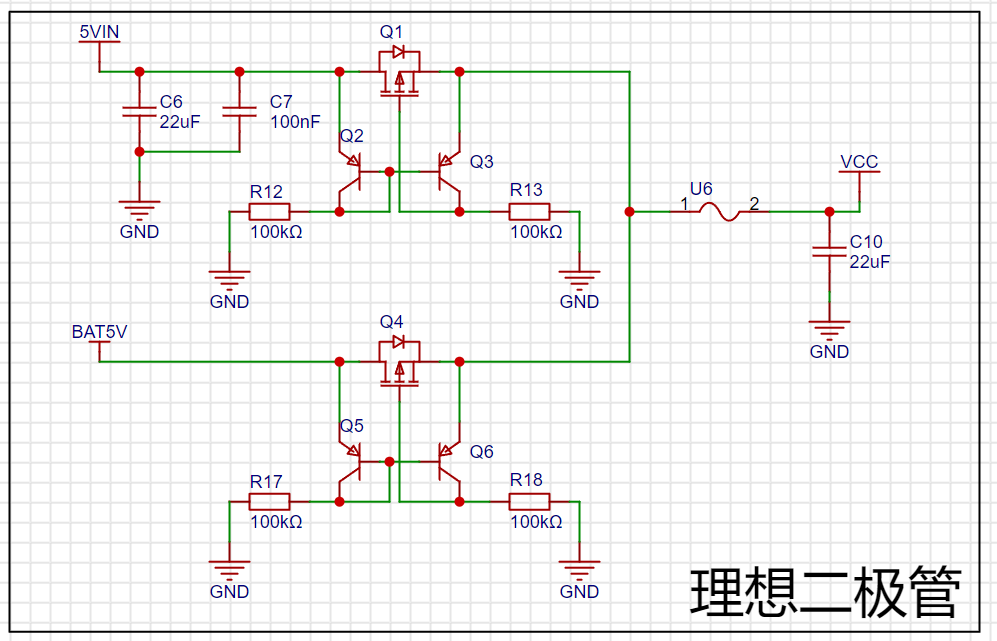 5VIN
Q1
C6
22uF
C7
100nF
Q2
Q3
R12
100kΩ
R13
100kΩ
GND
GND
GND
U6
1
2
VCC
C10
22uF
GND
BAT5V
Q4
Q5
Q6
R17
100kΩ
R18
100kΩ
GND
GND
理想二极管